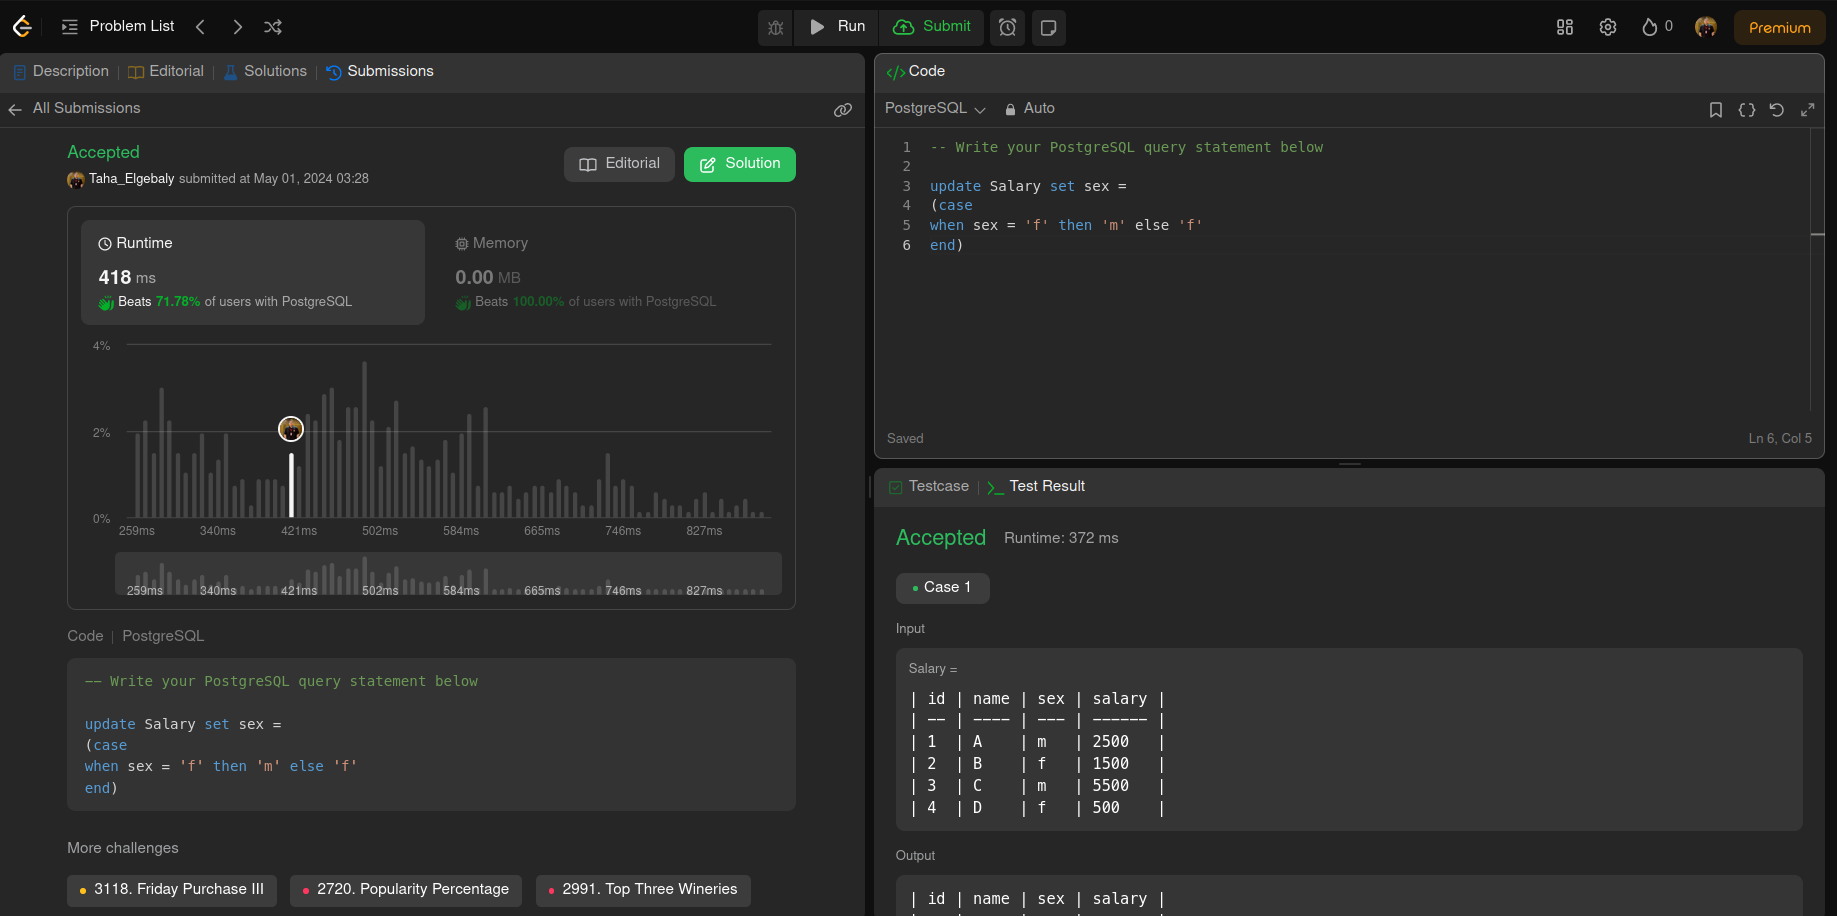 Problem List
Run
Submit
0
Premium
Description
Editorial
Solutions
Submissions
All Submissions
Accepted
Taha_Elgebaly submitted at May 01, 2024 03:28
Editorial
Solution
Runtime
418 ms
Beats 71.78% of users with PostgreSQL
Memory
0.00 MB
Beats 100.00% of users with PostgreSQL
4%
2%
0%
259ms 340ms 421ms 502ms 584ms 665ms 746ms 827ms
259ms 340ms 421ms 502ms 584ms 665ms 746ms 827ms
Code | PostgreSQL
-- Write your PostgreSQL query statement below
update Salary set sex =
(case
when sex = 'f' then 'm' else 'f'
end)
More challenges
3118. Friday Purchase III
2720. Popularity Percentage
2991. Top Three Wineries
</> Code
PostgreSQL
Auto
1 -- Write your PostgreSQL query statement below
2
3 update Salary set sex =
4 (case
5 when sex = 'f' then 'm' else 'f'
6 end)
Saved
Ln 6, Col 5
Testcase
>_ Test Result
Accepted Runtime: 372 ms
Case 1
Input
Salary =
| id | name | sex | salary |
| -- | ---- | --- | ------ |
| 1 | A | m | 2500 |
| 2 | B | f | 1500 |
| 3 | C | m | 5500 |
| 4 | D | f | 500 |
Output
| id | name | sex | salary |